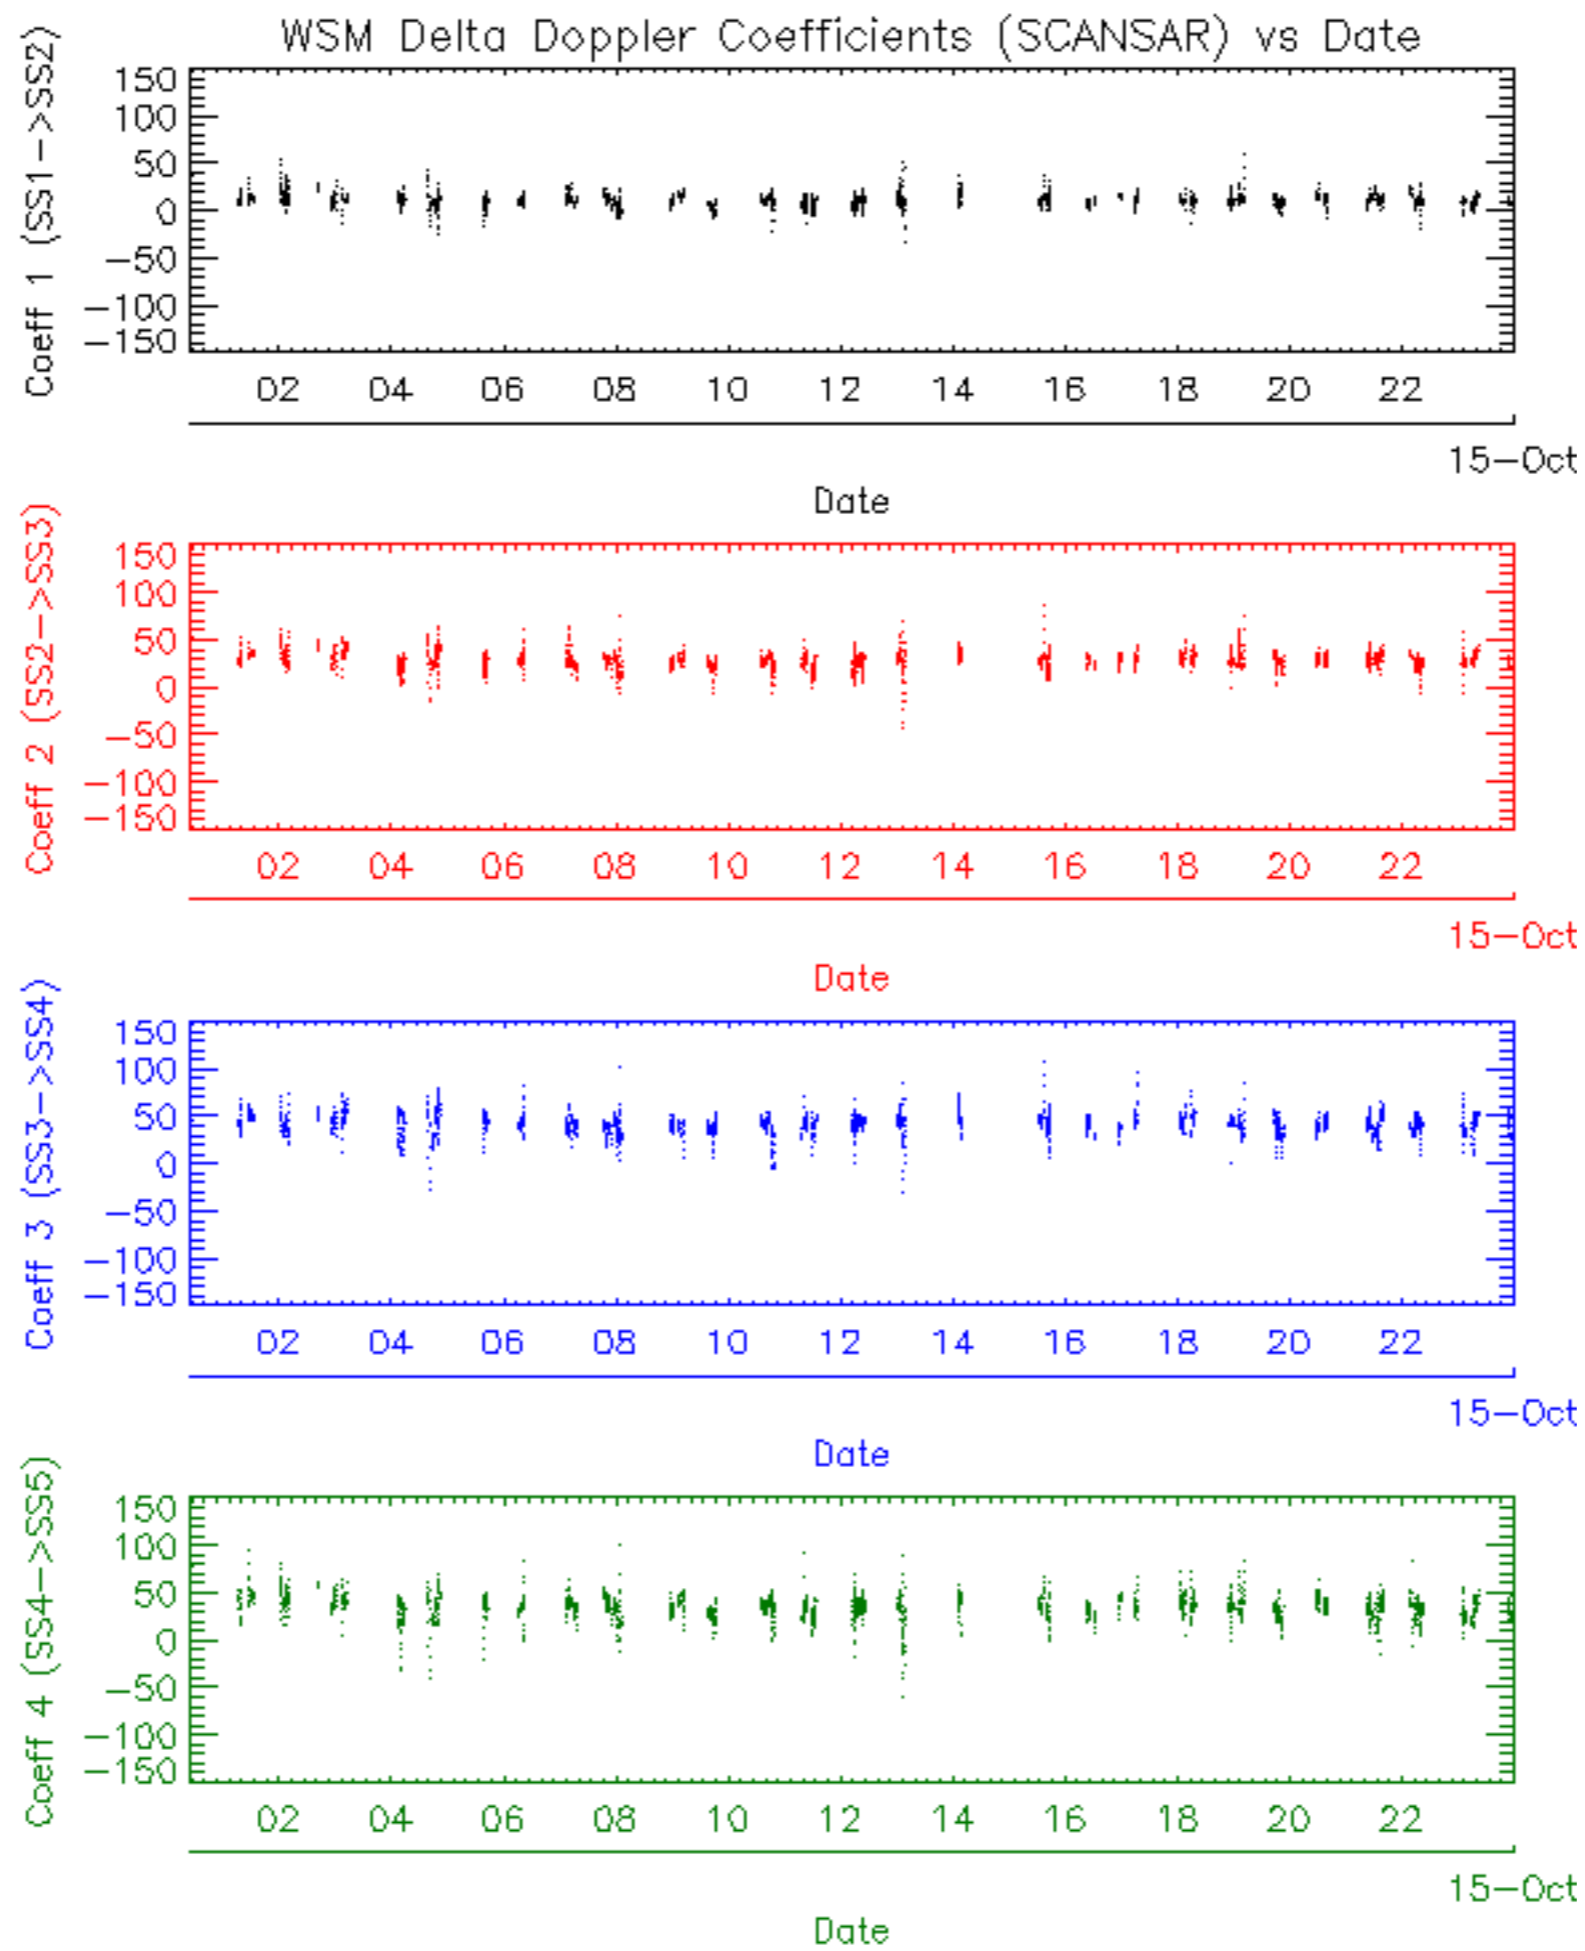 WSM Delta Doppler Coefficients (SCANSAR) vs Date
Coeff 1 (SS1->SS2)
150
100
50
0
-50
-100
-150
02 04 06 08 10 12 14 16 18 20 22
15-Oct
Date
Coeff 2 (SS2->SS3)
150
100
50
0
-50
-100
-150
02 04 06 08 10 12 14 16 18 20 22
15-Oct
Date
Coeff 3 (SS3->SS4)
150
100
50
0
-50
-100
-150
02 04 06 08 10 12 14 16 18 20 22
15-Oct
Date
Coeff 4 (SS4->SS5)
150
100
50
0
-50
-100
-150
02 04 06 08 10 12 14 16 18 20 22
15-Oct
Date